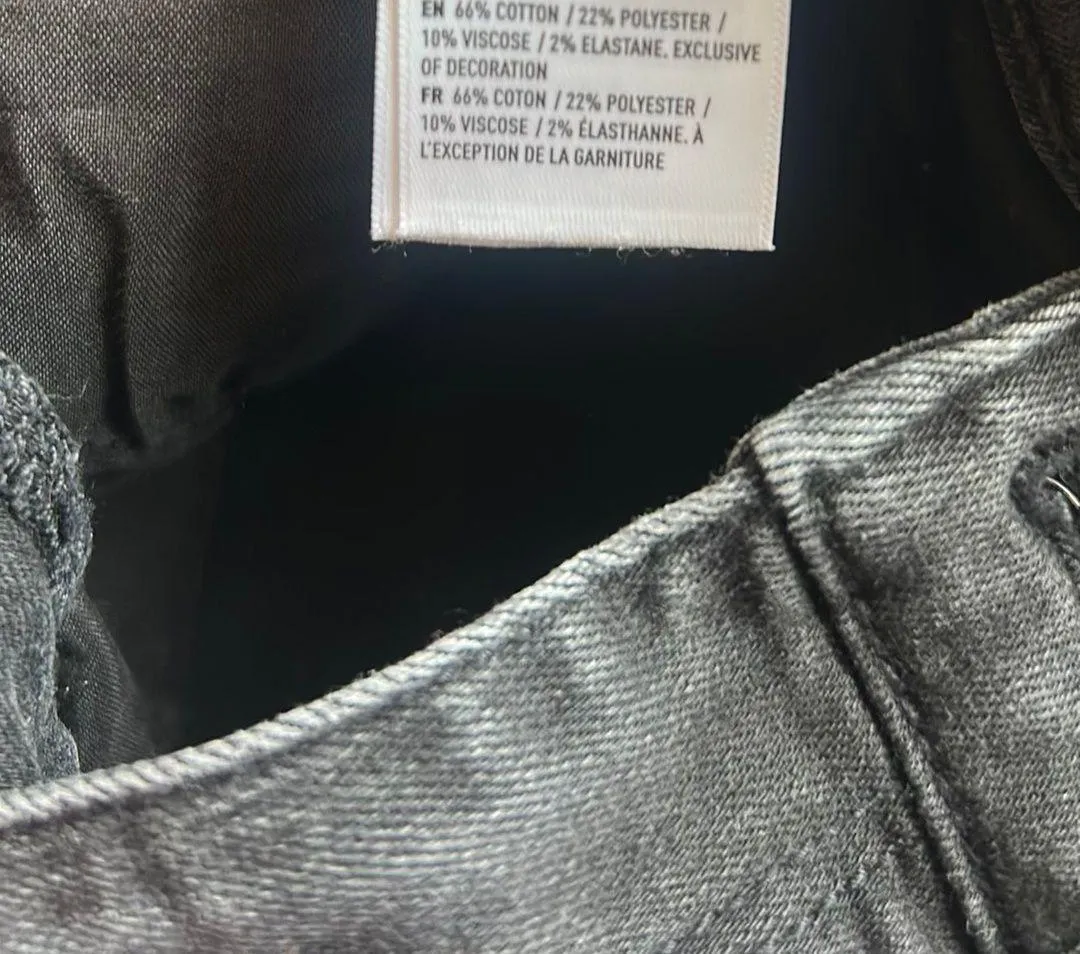 EN 66% COTTON / 22% POLYESTER /
10% VISCOSE / 2% ELASTANE. EXCLUSIVE
OF DECORATION
FR 66% COTON / 22% POLYESTER /
10% VISCOSE / 2% ÉLASTHANNE. À
L'EXCEPTION DE LA GARNITURE